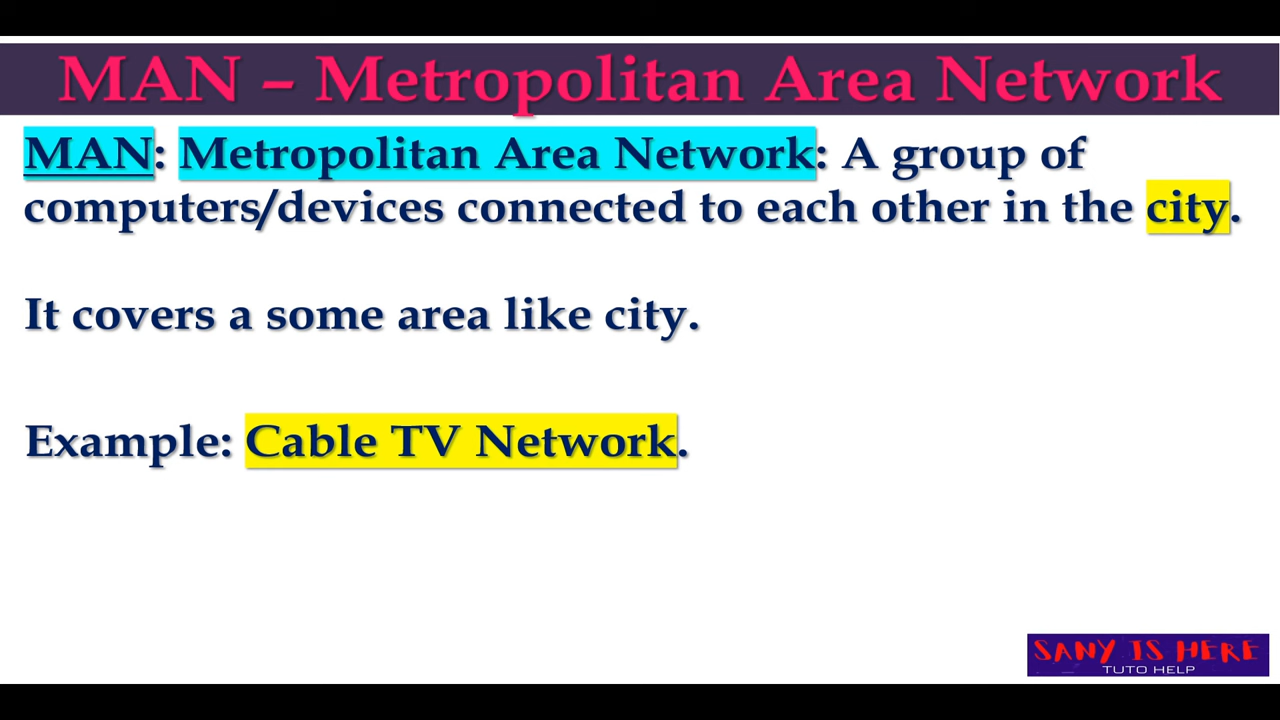 MAN – Metropolitan Area Network
MAN: Metropolitan Area Network: A group of
computers/devices connected to each other in the city.
It covers a some area like city.
Example: Cable TV Network.
SANY IS HERE
TUTO HELP